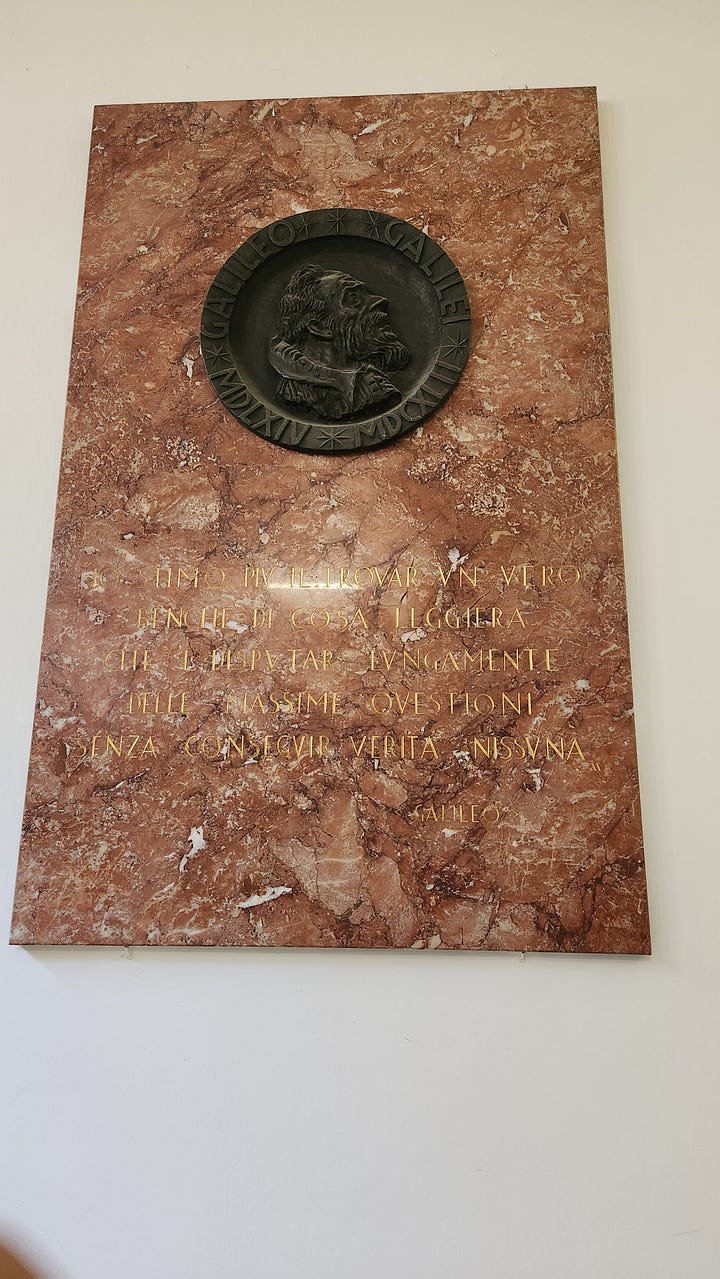 GALILEO * * GALILEI
* MDLXIV * MDCXLII *
IO STIMO PIV IL TROVAR VN VERO
BENCHE DI COSA LEGGIERA
CHE 'L DISPVTAR LVNGAMENTE
DELLE MASSIME QVESTIONI
SENZA CONSEGVIR VERITA NISSVNA"
GALILEO